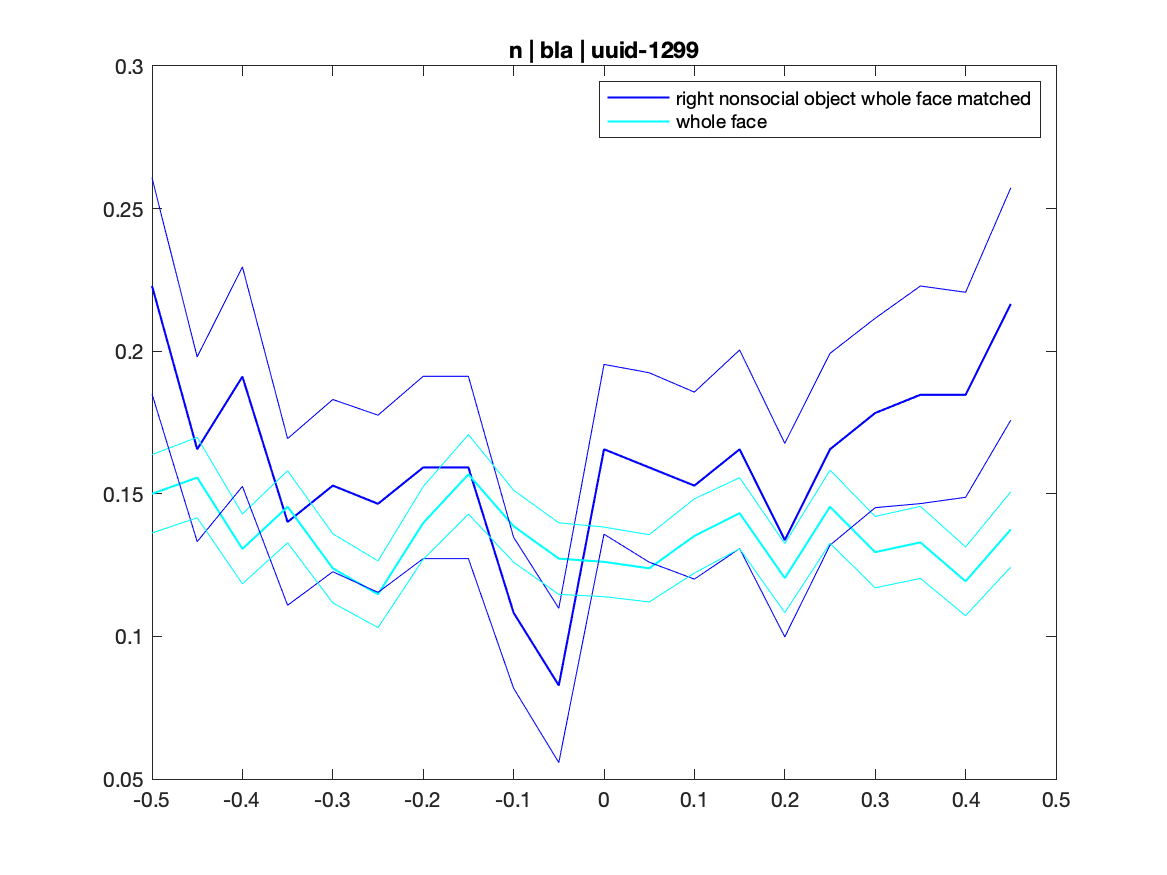 n | bla | uuid-1299
right nonsocial object whole face matched
whole face
0.3
0.25
0.2
0.15
0.1
0.05
-0.5 -0.4 -0.3 -0.2 -0.1 0 0.1 0.2 0.3 0.4 0.5